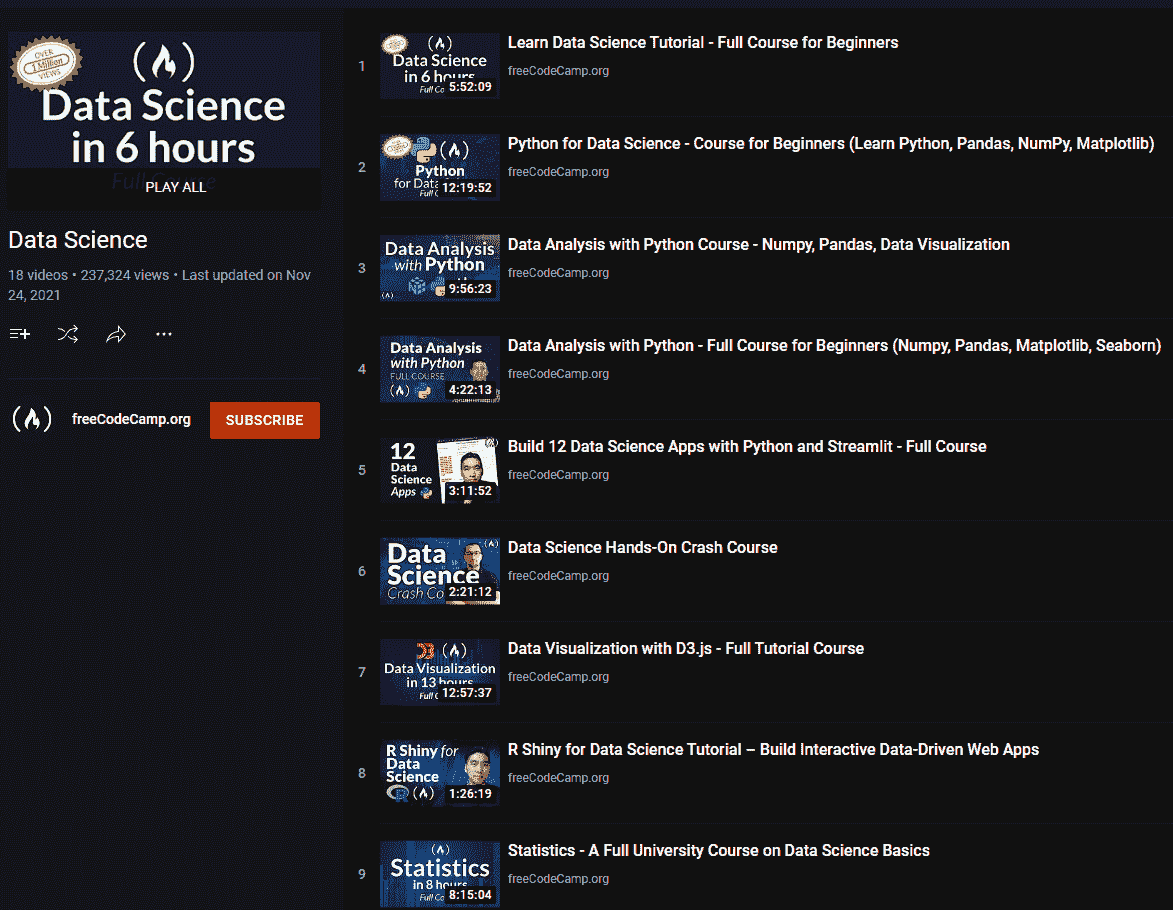 OVER
1 Million
VIEWS
Data Science
in 6 hours
Full Course
PLAY ALL
Data Science
18 videos • 237,324 views • Last updated on Nov
24, 2021
freeCodeCamp.org
SUBSCRIBE
1
Data Science
in 6 hours
Full Co
5:52:09
Learn Data Science Tutorial - Full Course for Beginners
freeCodeCamp.org
2
Python
for Data
Full C
12:19:52
Python for Data Science - Course for Beginners (Learn Python, Pandas, NumPy, Matplotlib)
freeCodeCamp.org
3
Data Analysis
with Python
9:56:23
Data Analysis with Python Course - Numpy, Pandas, Data Visualization
freeCodeCamp.org
4
Data Analysis
with Python
FULL COURSE
4:22:13
Data Analysis with Python - Full Course for Beginners (Numpy, Pandas, Matplotlib, Seaborn)
freeCodeCamp.org
5
12
Data
Science
Apps
3:11:52
Build 12 Data Science Apps with Python and Streamlit - Full Course
freeCodeCamp.org
6
Data
Science
Crash Co
2:21:12
Data Science Hands-On Crash Course
freeCodeCamp.org
7
Data Visualization
in 13 hours
Full C
12:57:37
Data Visualization with D3.js - Full Tutorial Course
freeCodeCamp.org
8
R Shiny for
Data
Science
R
1:26:19
R Shiny for Data Science Tutorial – Build Interactive Data-Driven Web Apps
freeCodeCamp.org
9
Statistics
in 8 hours
Full Co
8:15:04
Statistics - A Full University Course on Data Science Basics
freeCodeCamp.org